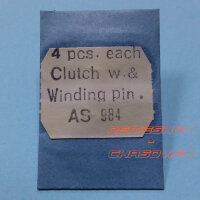 4 pcs. each
Clutch w.&
Winding pin.
AS 984